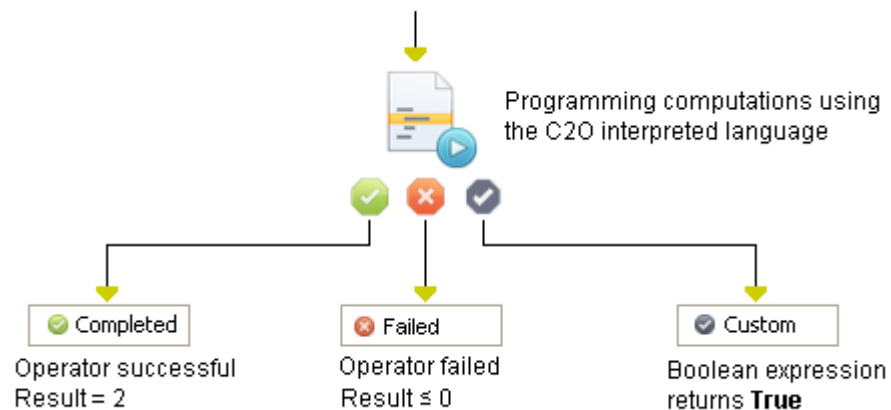 Programming computations using
the C2O interpreted language
Completed
Operator successful
Result = 2
Failed
Operator failed
Result ≤ 0
Custom
Boolean expression
returns True